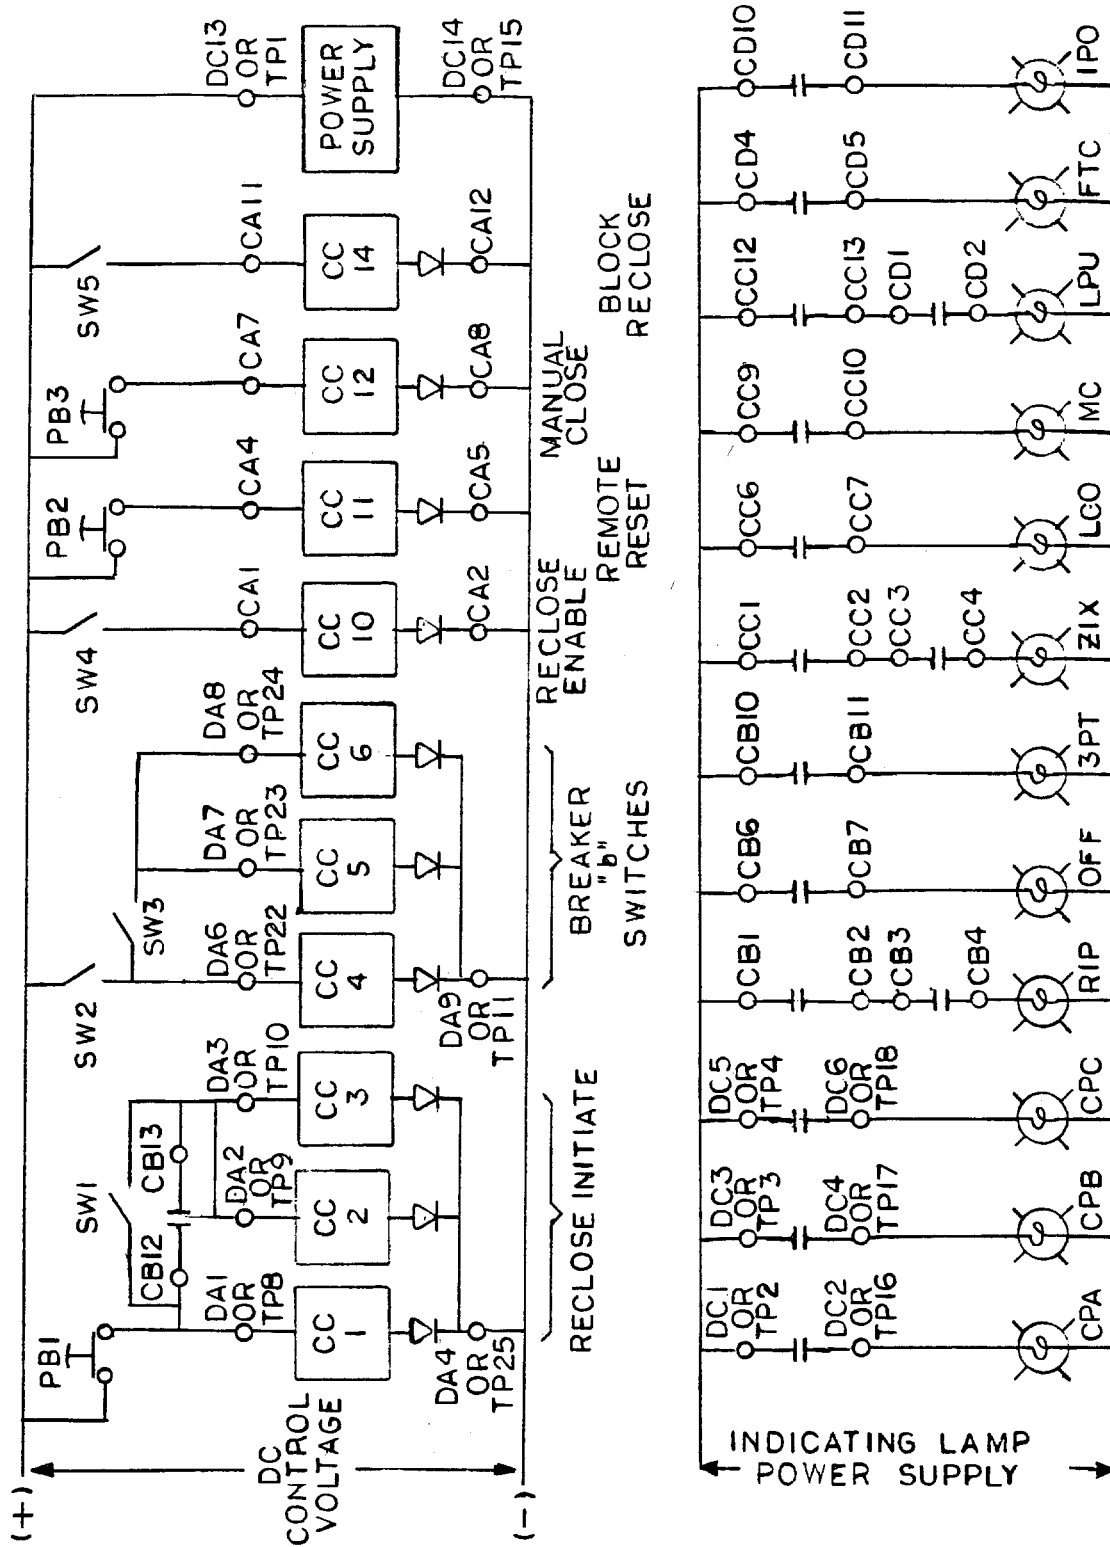 (+)
DC
CONTROL
VOLTAGE
(-)
PB1
SW1
CB12
CB13
DA1
OR
TP8
DA2
OR
TP9
DA3
OR
TP10
CC
1
CC
2
CC
3
DA4
OR
TP25
RECLOSE INITIATE
SW2
SW3
DA6
OR
TP22
DA7
OR
TP23
DA8
OR
TP24
CC
4
CC
5
CC
6
DA9
OR
TP11
BREAKER
"b"
SWITCHES
SW4
CA1
CC
10
CA2
RECLOSE
ENABLE
PB2
CA4
CC
11
CA5
REMOTE
RESET
PB3
CA7
CC
12
CA8
MANUAL
CLOSE
SW5
CA11
CC
14
CA12
BLOCK
RECLOSE
DC13
OR
TP1
POWER
SUPPLY
DC14
OR
TP15
INDICATING LAMP
POWER SUPPLY
DC1
OR
TP2
DC2
OR
TP16
CPA
DC3
OR
TP3
DC4
OR
TP17
CPB
DC5
OR
TP4
DC6
OR
TP18
CPC
CB1
CB2
CB3
CB4
RIP
CB6
CB7
OFF
CB10
CB11
3PT
CC1
CC2
CC3
CC4
ZIX
CC6
CC7
LCO
CC9
CC10
MC
CC12
CC13
CD1
CD2
LPU
CD4
CD5
FTC
CD10
CD11
IPO